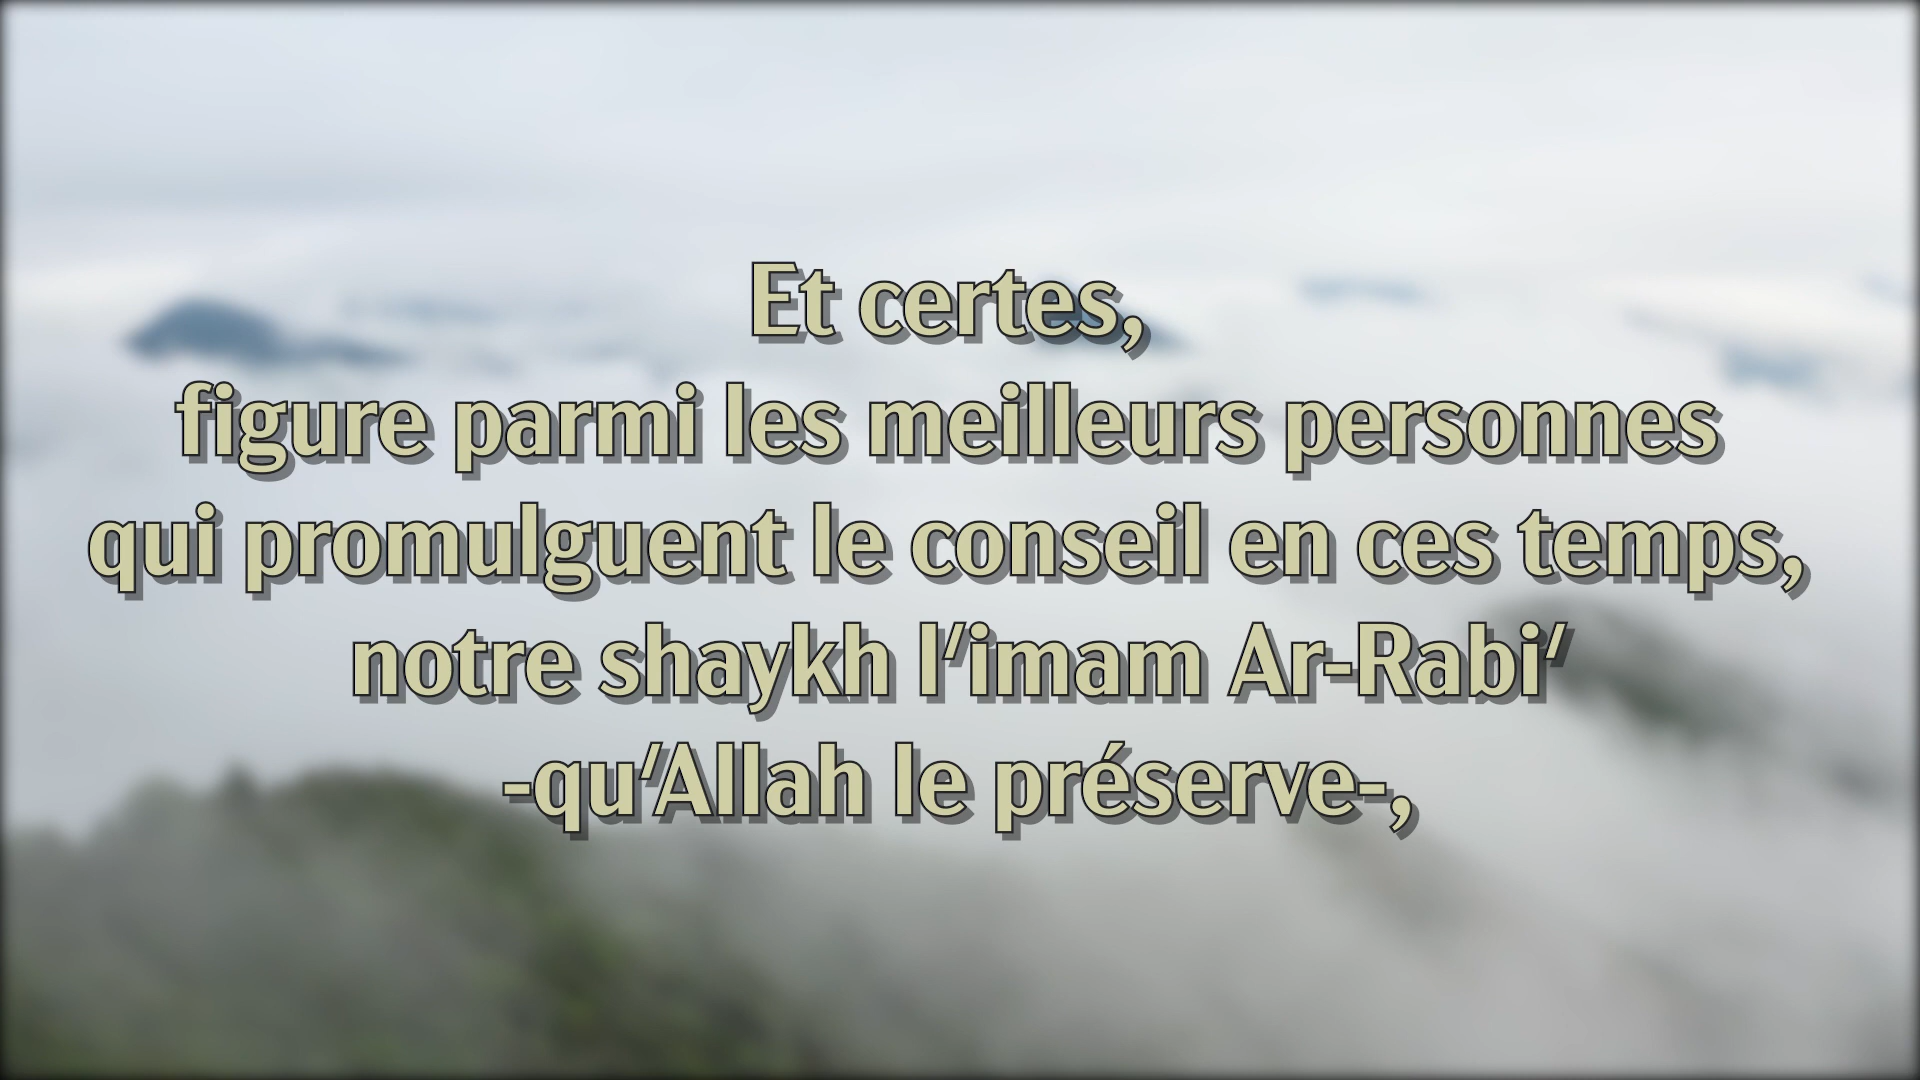 Et certes,
figure parmi les meilleurs personnes
qui promulguent le conseil en ces temps,
notre shaykh l'imam Ar-Rabi'
-qu'Allah le préserve-,